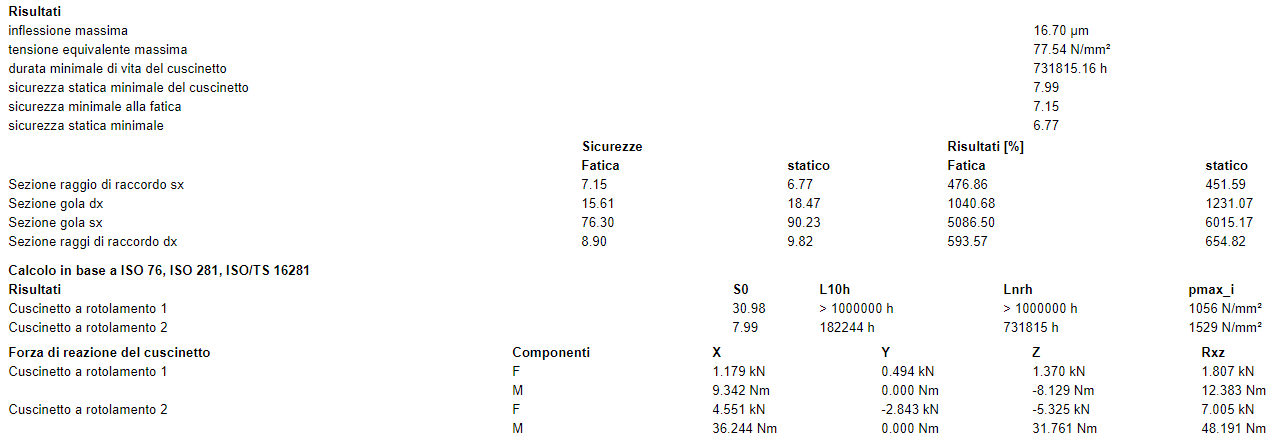 Risultati
inflessione massima 16.70 µm
tensione equivalente massima 77.54 N/mm²
durata minimale di vita del cuscinetto 731815.16 h
sicurezza statica minimale del cuscinetto 7.99
sicurezza minimale alla fatica 7.15
sicurezza statica minimale 6.77
Sicurezze Risultati [%]
Fatica statico Fatica statico
Sezione raggio di raccordo sx 7.15 6.77 476.86 451.59
Sezione gola dx 15.61 18.47 1040.68 1231.07
Sezione gola sx 76.30 90.23 5086.50 6015.17
Sezione raggi di raccordo dx 8.90 9.82 593.57 654.82
Calcolo in base a ISO 76, ISO 281, ISO/TS 16281
Risultati S0 L10h Lnrh pmax_i
Cuscinetto a rotolamento 1 30.98 > 1000000 h > 1000000 h 1056 N/mm²
Cuscinetto a rotolamento 2 7.99 182244 h 731815 h 1529 N/mm²
Forza di reazione del cuscinetto Componenti X Y Z Rxz
Cuscinetto a rotolamento 1 F 1.179 kN 0.494 kN 1.370 kN 1.807 kN
M 9.342 Nm 0.000 Nm -8.129 Nm 12.383 Nm
Cuscinetto a rotolamento 2 F 4.551 kN -2.843 kN -5.325 kN 7.005 kN
M 36.244 Nm 0.000 Nm 31.761 Nm 48.191 Nm